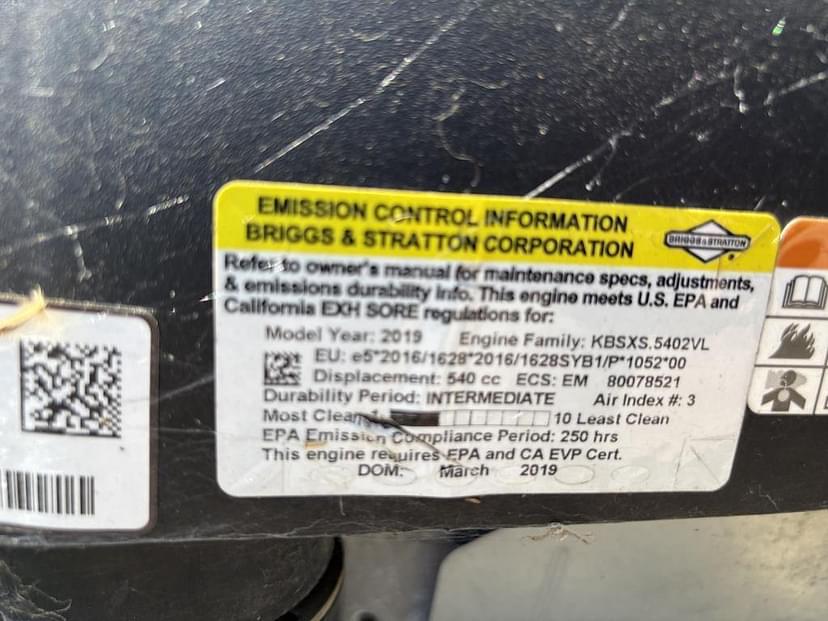 EMISSION CONTROL INFORMATION
BRIGGS & STRATTON CORPORATION
BRIGGS & STRATTON
Refer to owner's manual for maintenance specs, adjustments,
& emissions durability info. This engine meets U.S. EPA and
California EXH SORE regulations for:
Model Year: 2019 Engine Family: KBSXS.5402VL
EU: e5*2016/1628*2016/1628SYB1/P*1052*00
Displacement: 540 cc ECS: EM 80078521
Durability Period: INTERMEDIATE Air Index #: 3
Most Clean 1 10 Least Clean
EPA Emission Compliance Period: 250 hrs
This engine requires EPA and CA EVP Cert.
DOM: March 2019